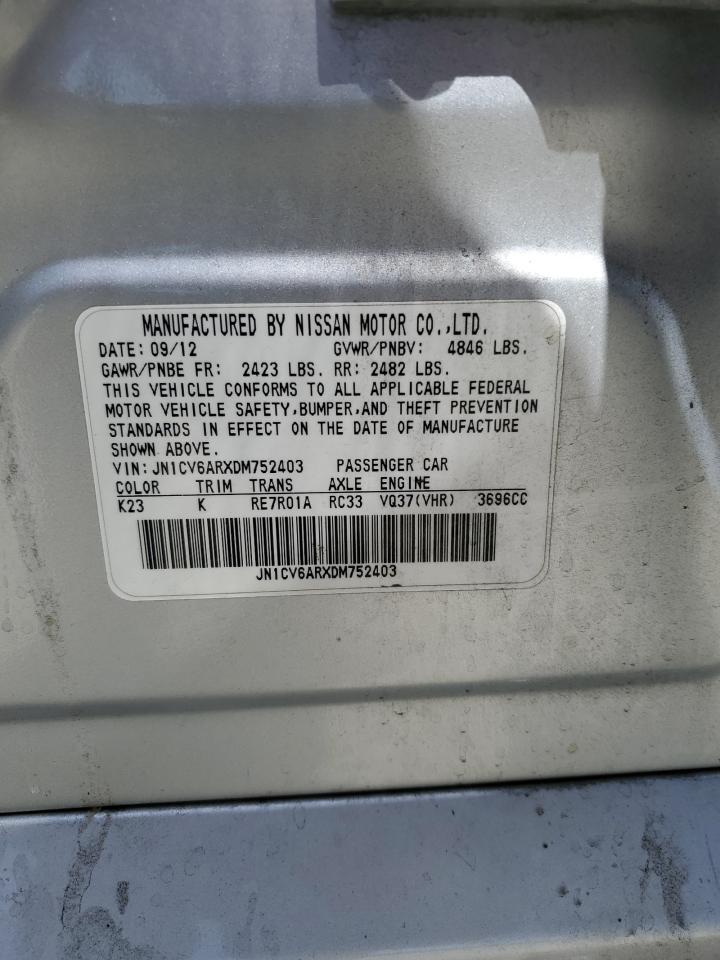 MANUFACTURED BY NISSAN MOTOR CO.,LTD.
DATE: 09/12 GVWR/PNBV: 4846 LBS.
GAWR/PNBE FR: 2423 LBS. RR: 2482 LBS.
THIS VEHICLE CONFORMS TO ALL APPLICABLE FEDERAL
MOTOR VEHICLE SAFETY,BUMPER,AND THEFT PREVENTION
STANDARDS IN EFFECT ON THE DATE OF MANUFACTURE
SHOWN ABOVE.
VIN: JN1CV6ARXDM752403 PASSENGER CAR
COLOR TRIM TRANS AXLE ENGINE
K23 K RE7R01A RC33 VQ37(VHR) 3696CC
JN1CV6ARXDM752403